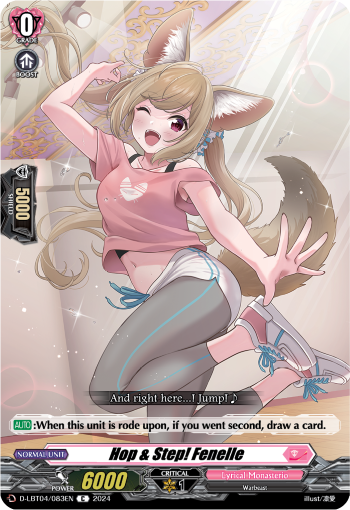 0
GRADE
BOOST
5000
SHIELD
And right here...! Jump!♪
AUTO:When this unit is rode upon, if you went second, draw a card.
NORMAL UNIT
Hop & Step! Fenelle
POWER 6000
CRITICAL
1
Lyrical Monasterio
Warbeast
D-LBT04/083EN C 2024
illust/凛愛